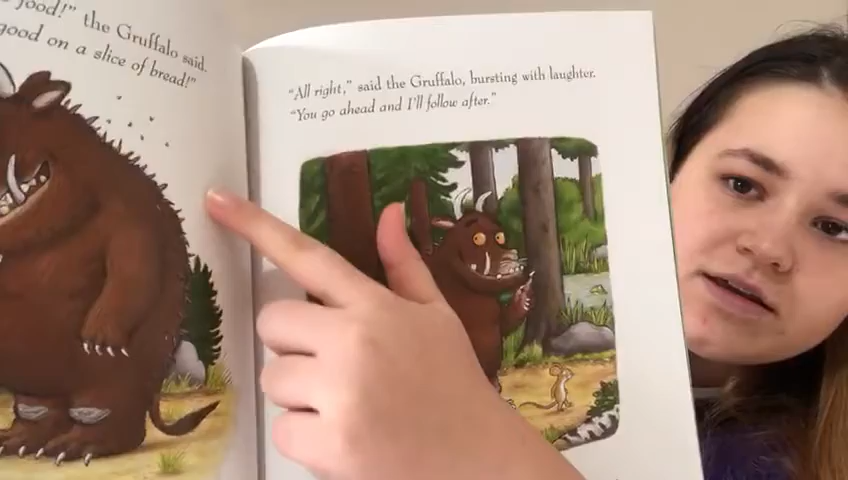 food!" the Gruffalo said.
good on a slice of bread!"
"All right," said the Gruffalo, bursting with laughter.
"You go ahead and I'll follow after."